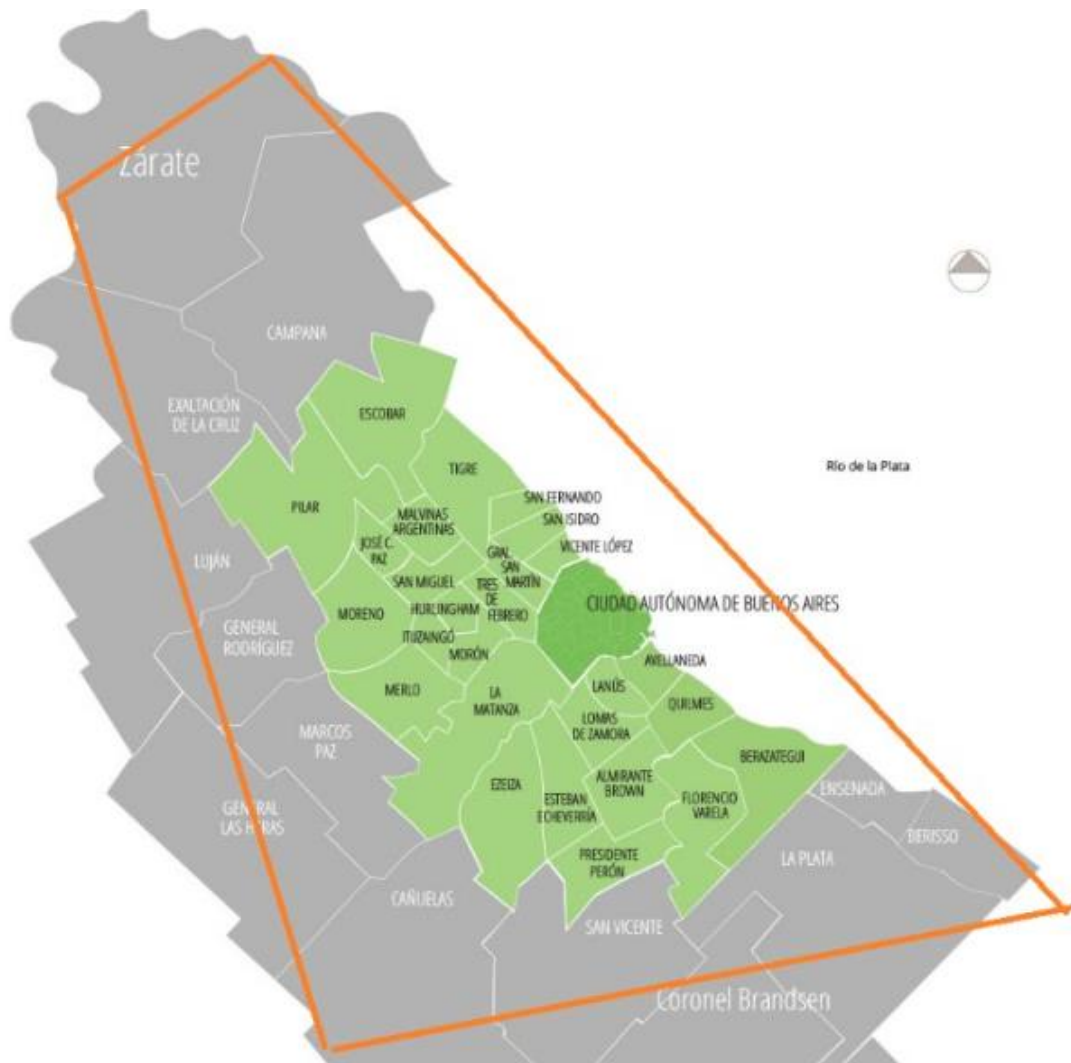 Zárate
CAMPANA
EXALTACIÓN
DE LA CRUZ
ESCOBAR
TIGRE
Río de la Plata
PILAR
SAN FERNANDO
MALVINAS
ARGENTINAS
SAN ISIDRO
JOSÉ C.
PAZ
VICENTE LÓPEZ
GRAL.
SAN
MARTÍN
LUJÁN
SAN MIGUEL
TRES
DE
FEBRERO
HURLINGHAM
CIUDAD AUTÓNOMA DE BUENOS AIRES
MORENO
GENERAL
RODRÍGUEZ
ITUZAINGÓ
MORÓN
AVELLANEDA
MERLO
LA
MATANZA
LANÚS
QUILMES
MARCOS
PAZ
LOMAS
DE ZAMORA
BERAZATEGUI
EZEIZA
ALMIRANTE
BROWN
ENSENADA
GENERAL
LAS HERAS
ESTEBAN
ECHEVERRÍA
FLORENCIO
VARELA
BERISSO
PRESIDENTE
PERÓN
LA PLATA
CAÑUELAS
SAN VICENTE
Coronel Brandsen